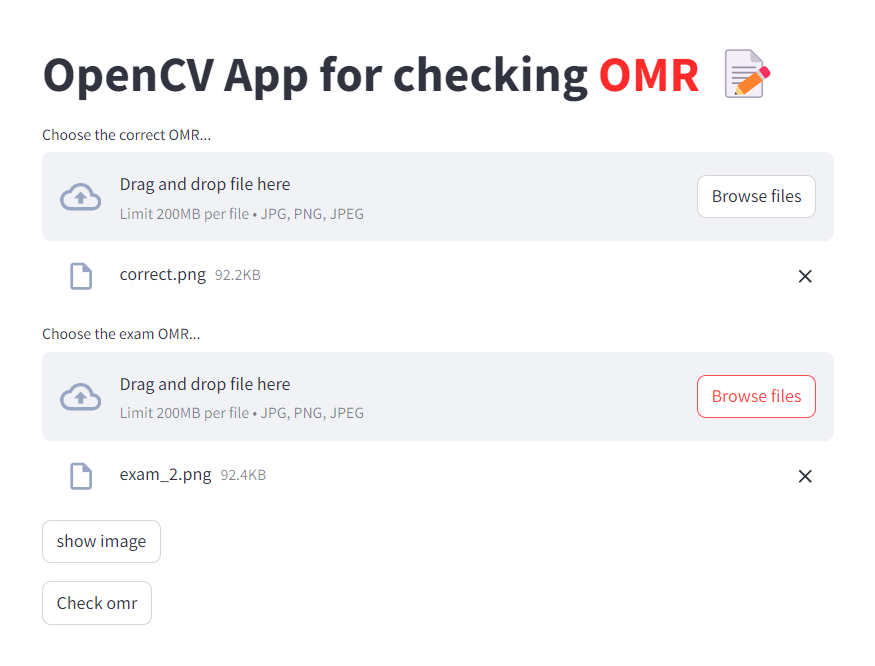 OpenCV App for checking OMR
Choose the correct OMR...
Drag and drop file here
Limit 200MB per file • JPG, PNG, JPEG
Browse files
correct.png 92.2KB
Choose the exam OMR...
Drag and drop file here
Limit 200MB per file • JPG, PNG, JPEG
Browse files
exam_2.png 92.4KB
show image
Check omr